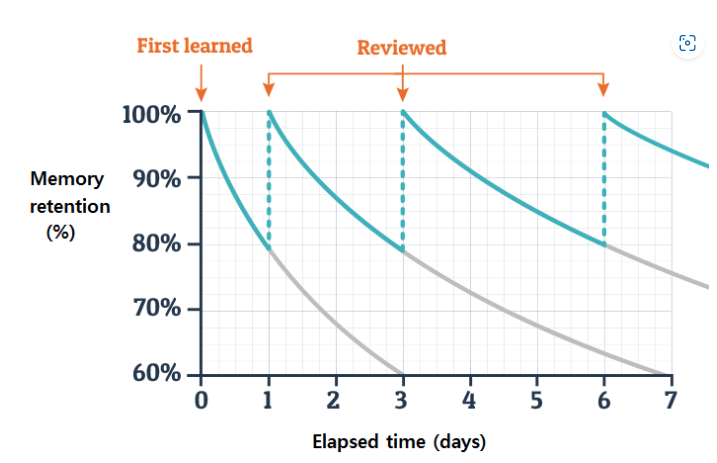 First learned
Reviewed
100%
90%
80%
70%
60%
Memory
retention
(%)
0 1 2 3 4 5 6 7
Elapsed time (days)